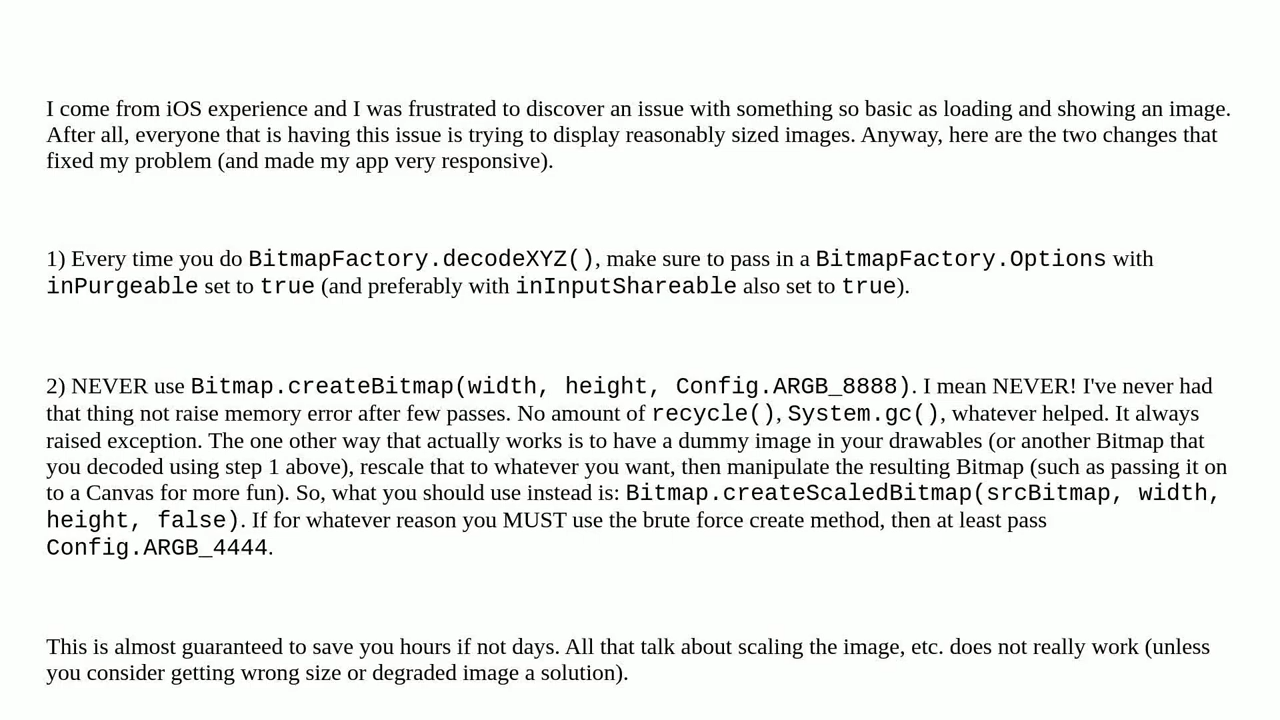 I come from iOS experience and I was frustrated to discover an issue with something so basic as loading and showing an image.
After all, everyone that is having this issue is trying to display reasonably sized images. Anyway, here are the two changes that
fixed my problem (and made my app very responsive).
1) Every time you do BitmapFactory.decodeXYZ(), make sure to pass in a BitmapFactory.Options with
inPurgeable set to true (and preferably with inInputShareable also set to true).
2) NEVER use Bitmap.createBitmap(width, height, Config.ARGB_8888). I mean NEVER! I've never had
that thing not raise memory error after few passes. No amount of recycle(), System.gc(), whatever helped. It always
raised exception. The one other way that actually works is to have a dummy image in your drawables (or another Bitmap that
you decoded using step 1 above), rescale that to whatever you want, then manipulate the resulting Bitmap (such as passing it on
to a Canvas for more fun). So, what you should use instead is: Bitmap.createScaledBitmap(srcBitmap, width,
height, false). If for whatever reason you MUST use the brute force create method, then at least pass
Config.ARGB_4444.
This is almost guaranteed to save you hours if not days. All that talk about scaling the image, etc. does not really work (unless
you consider getting wrong size or degraded image a solution).